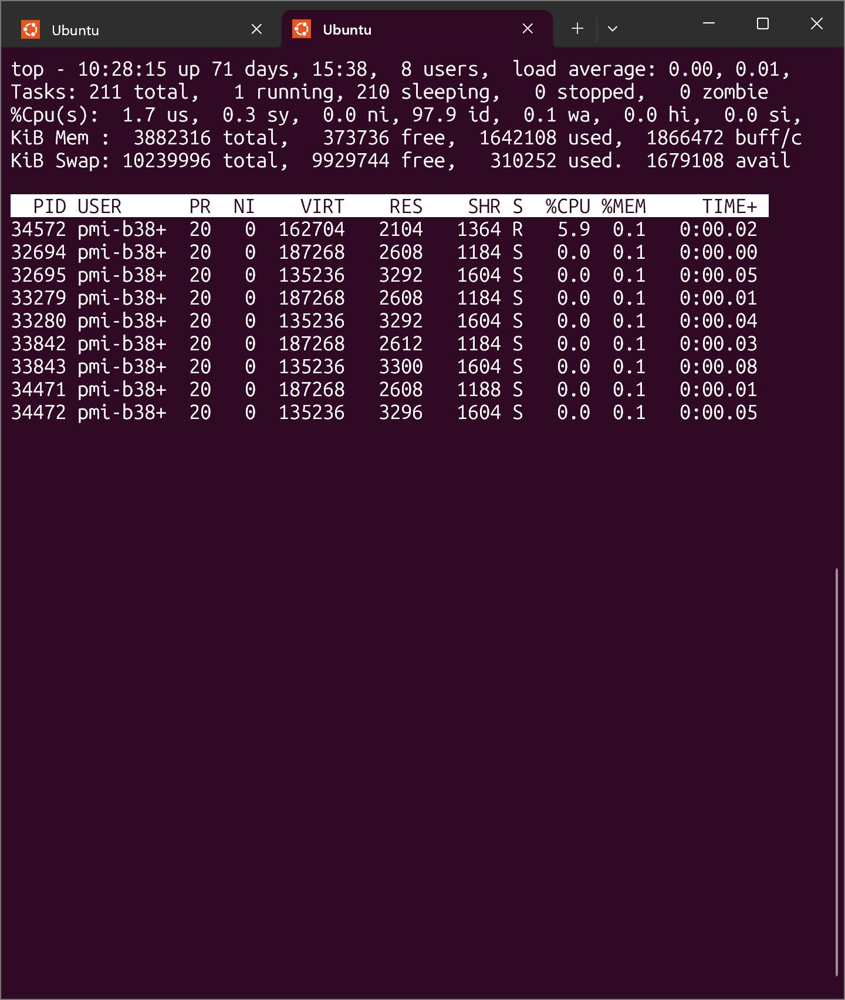 Ubuntu
Ubuntu
top - 10:28:15 up 71 days, 15:38,  8 users,  load average: 0.00, 0.01,
Tasks: 211 total,   1 running, 210 sleeping,   0 stopped,   0 zombie
%Cpu(s):  1.7 us,  0.3 sy,  0.0 ni, 97.9 id,  0.1 wa,  0.0 hi,  0.0 si,
KiB Mem :  3882316 total,   373736 free,  1642108 used,  1866472 buff/c
KiB Swap: 10239996 total,  9929744 free,   310252 used.  1679108 avail
  PID USER      PR  NI    VIRT    RES    SHR S  %CPU %MEM     TIME+
34572 pmi-b38+  20   0  162704   2104   1364 R   5.9  0.1   0:00.02
32694 pmi-b38+  20   0  187268   2608   1184 S   0.0  0.1   0:00.00
32695 pmi-b38+  20   0  135236   3292   1604 S   0.0  0.1   0:00.05
33279 pmi-b38+  20   0  187268   2608   1184 S   0.0  0.1   0:00.01
33280 pmi-b38+  20   0  135236   3292   1604 S   0.0  0.1   0:00.04
33842 pmi-b38+  20   0  187268   2612   1184 S   0.0  0.1   0:00.03
33843 pmi-b38+  20   0  135236   3300   1604 S   0.0  0.1   0:00.08
34471 pmi-b38+  20   0  187268   2608   1188 S   0.0  0.1   0:00.01
34472 pmi-b38+  20   0  135236   3296   1604 S   0.0  0.1   0:00.05